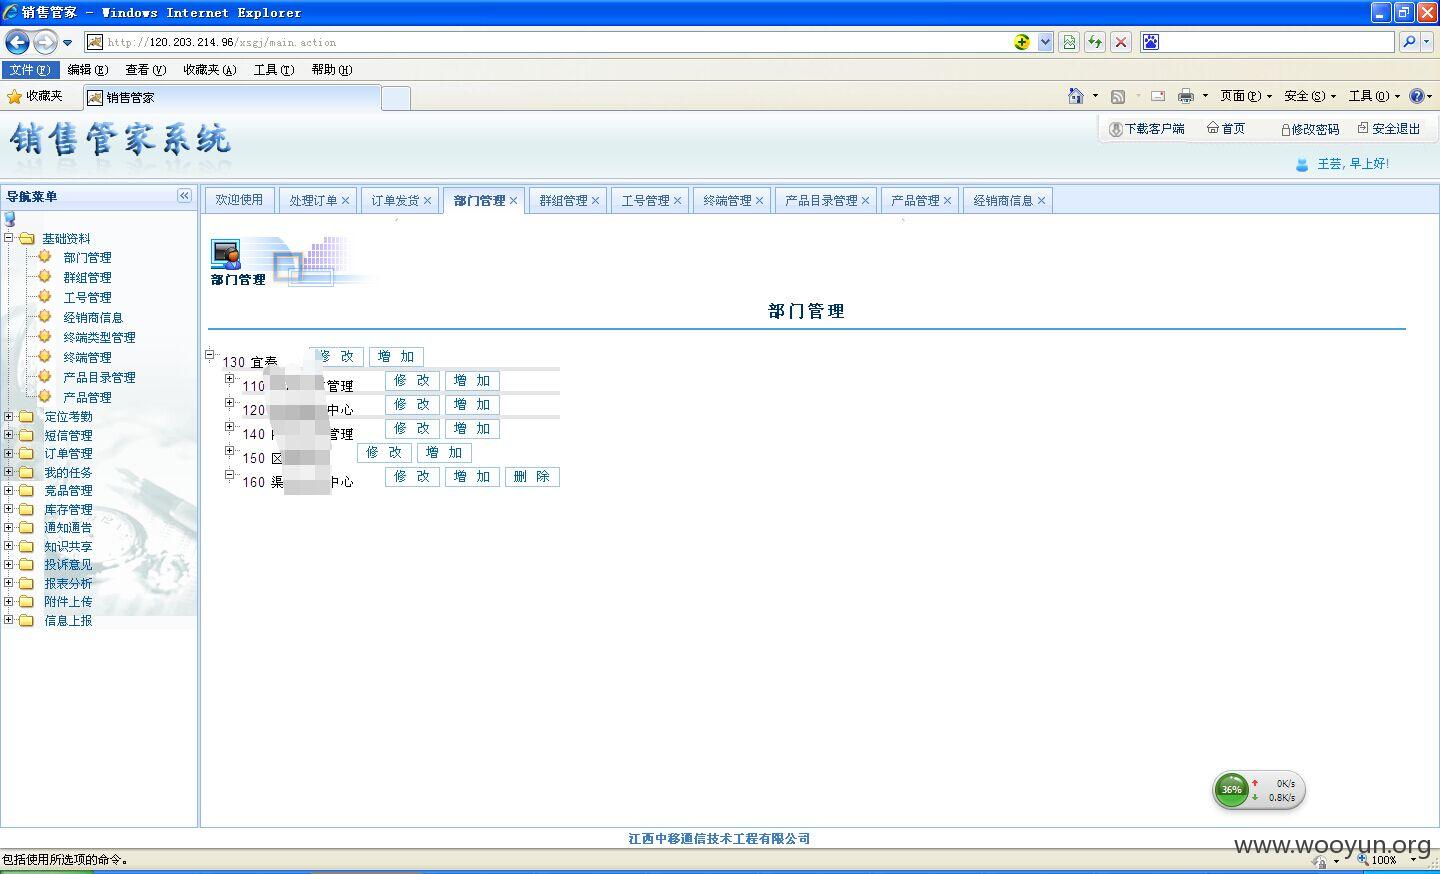 销售管家 - Windows Internet Explorer
http://120.203.214.96/xsgj/main.action
文件(F) 编辑(E) 查看(V) 收藏夹(A) 工具(T) 帮助(H)
收藏夹 销售管家 页面(P) 安全(S) 工具(O)
销售管家系统
下载客户端 首页 修改密码 安全退出
王芸, 早上好!
导航菜单
欢迎使用 处理订单 订单发货 部门管理 群组管理 工号管理 终端管理 产品目录管理 产品管理 经销商信息
基础资料
部门管理
群组管理
工号管理
经销商信息
终端类型管理
终端管理
产品目录管理
产品管理
定位考勤
短信管理
订单管理
我的任务
竞品管理
库存管理
通知通告
知识共享
投诉意见
报表分析
附件上传
信息上报
部门管理
部门管理
130 宜春 修 改 增 加
110 管理 修 改 增 加
120 中心 修 改 增 加
140 管理 修 改 增 加
150 修 改 增 加
160 渠 中心 修 改 增 加 删 除
36% 0K/s
0.8K/s
江西中移通信技术工程有限公司
www.wooyun.org
包括使用所选项的命令。
100%